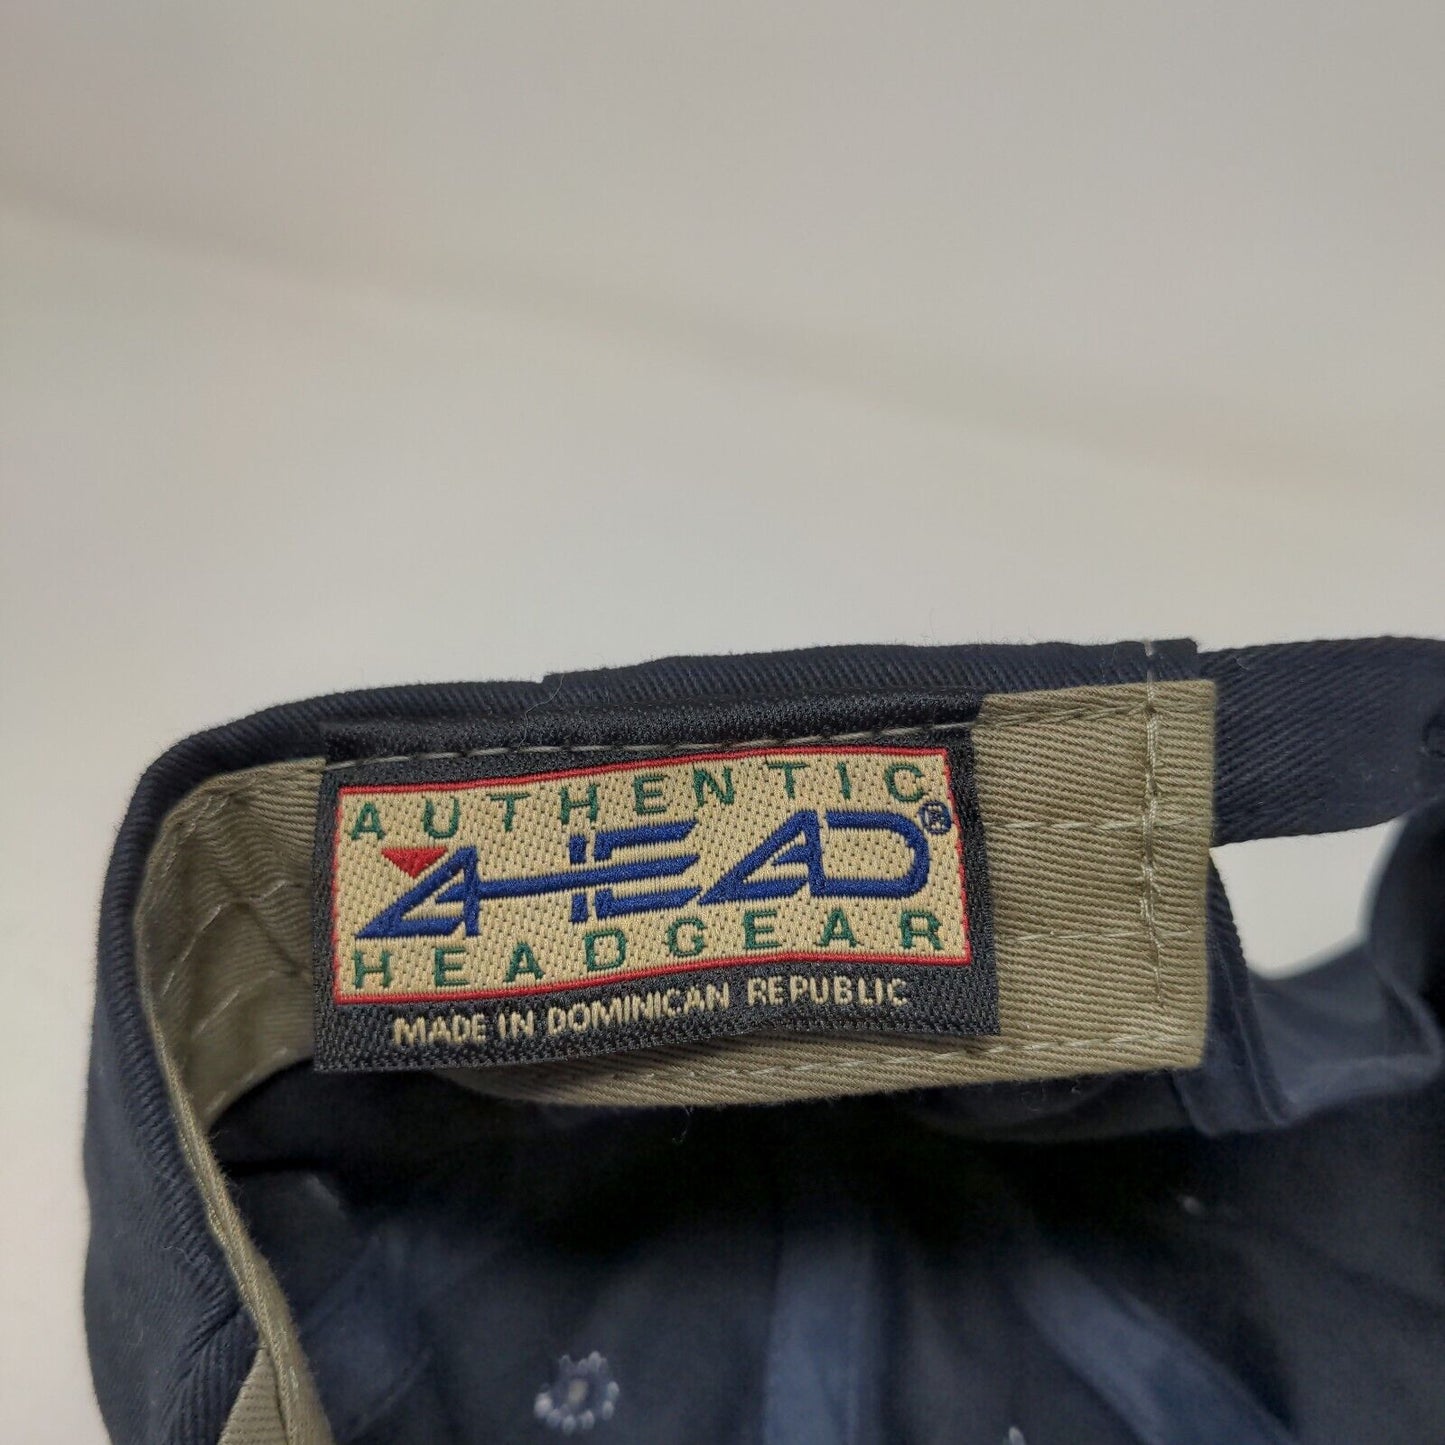 AUTHENTIC
AHEAD®
HEADGEAR
MADE IN DOMINICAN REPUBLIC